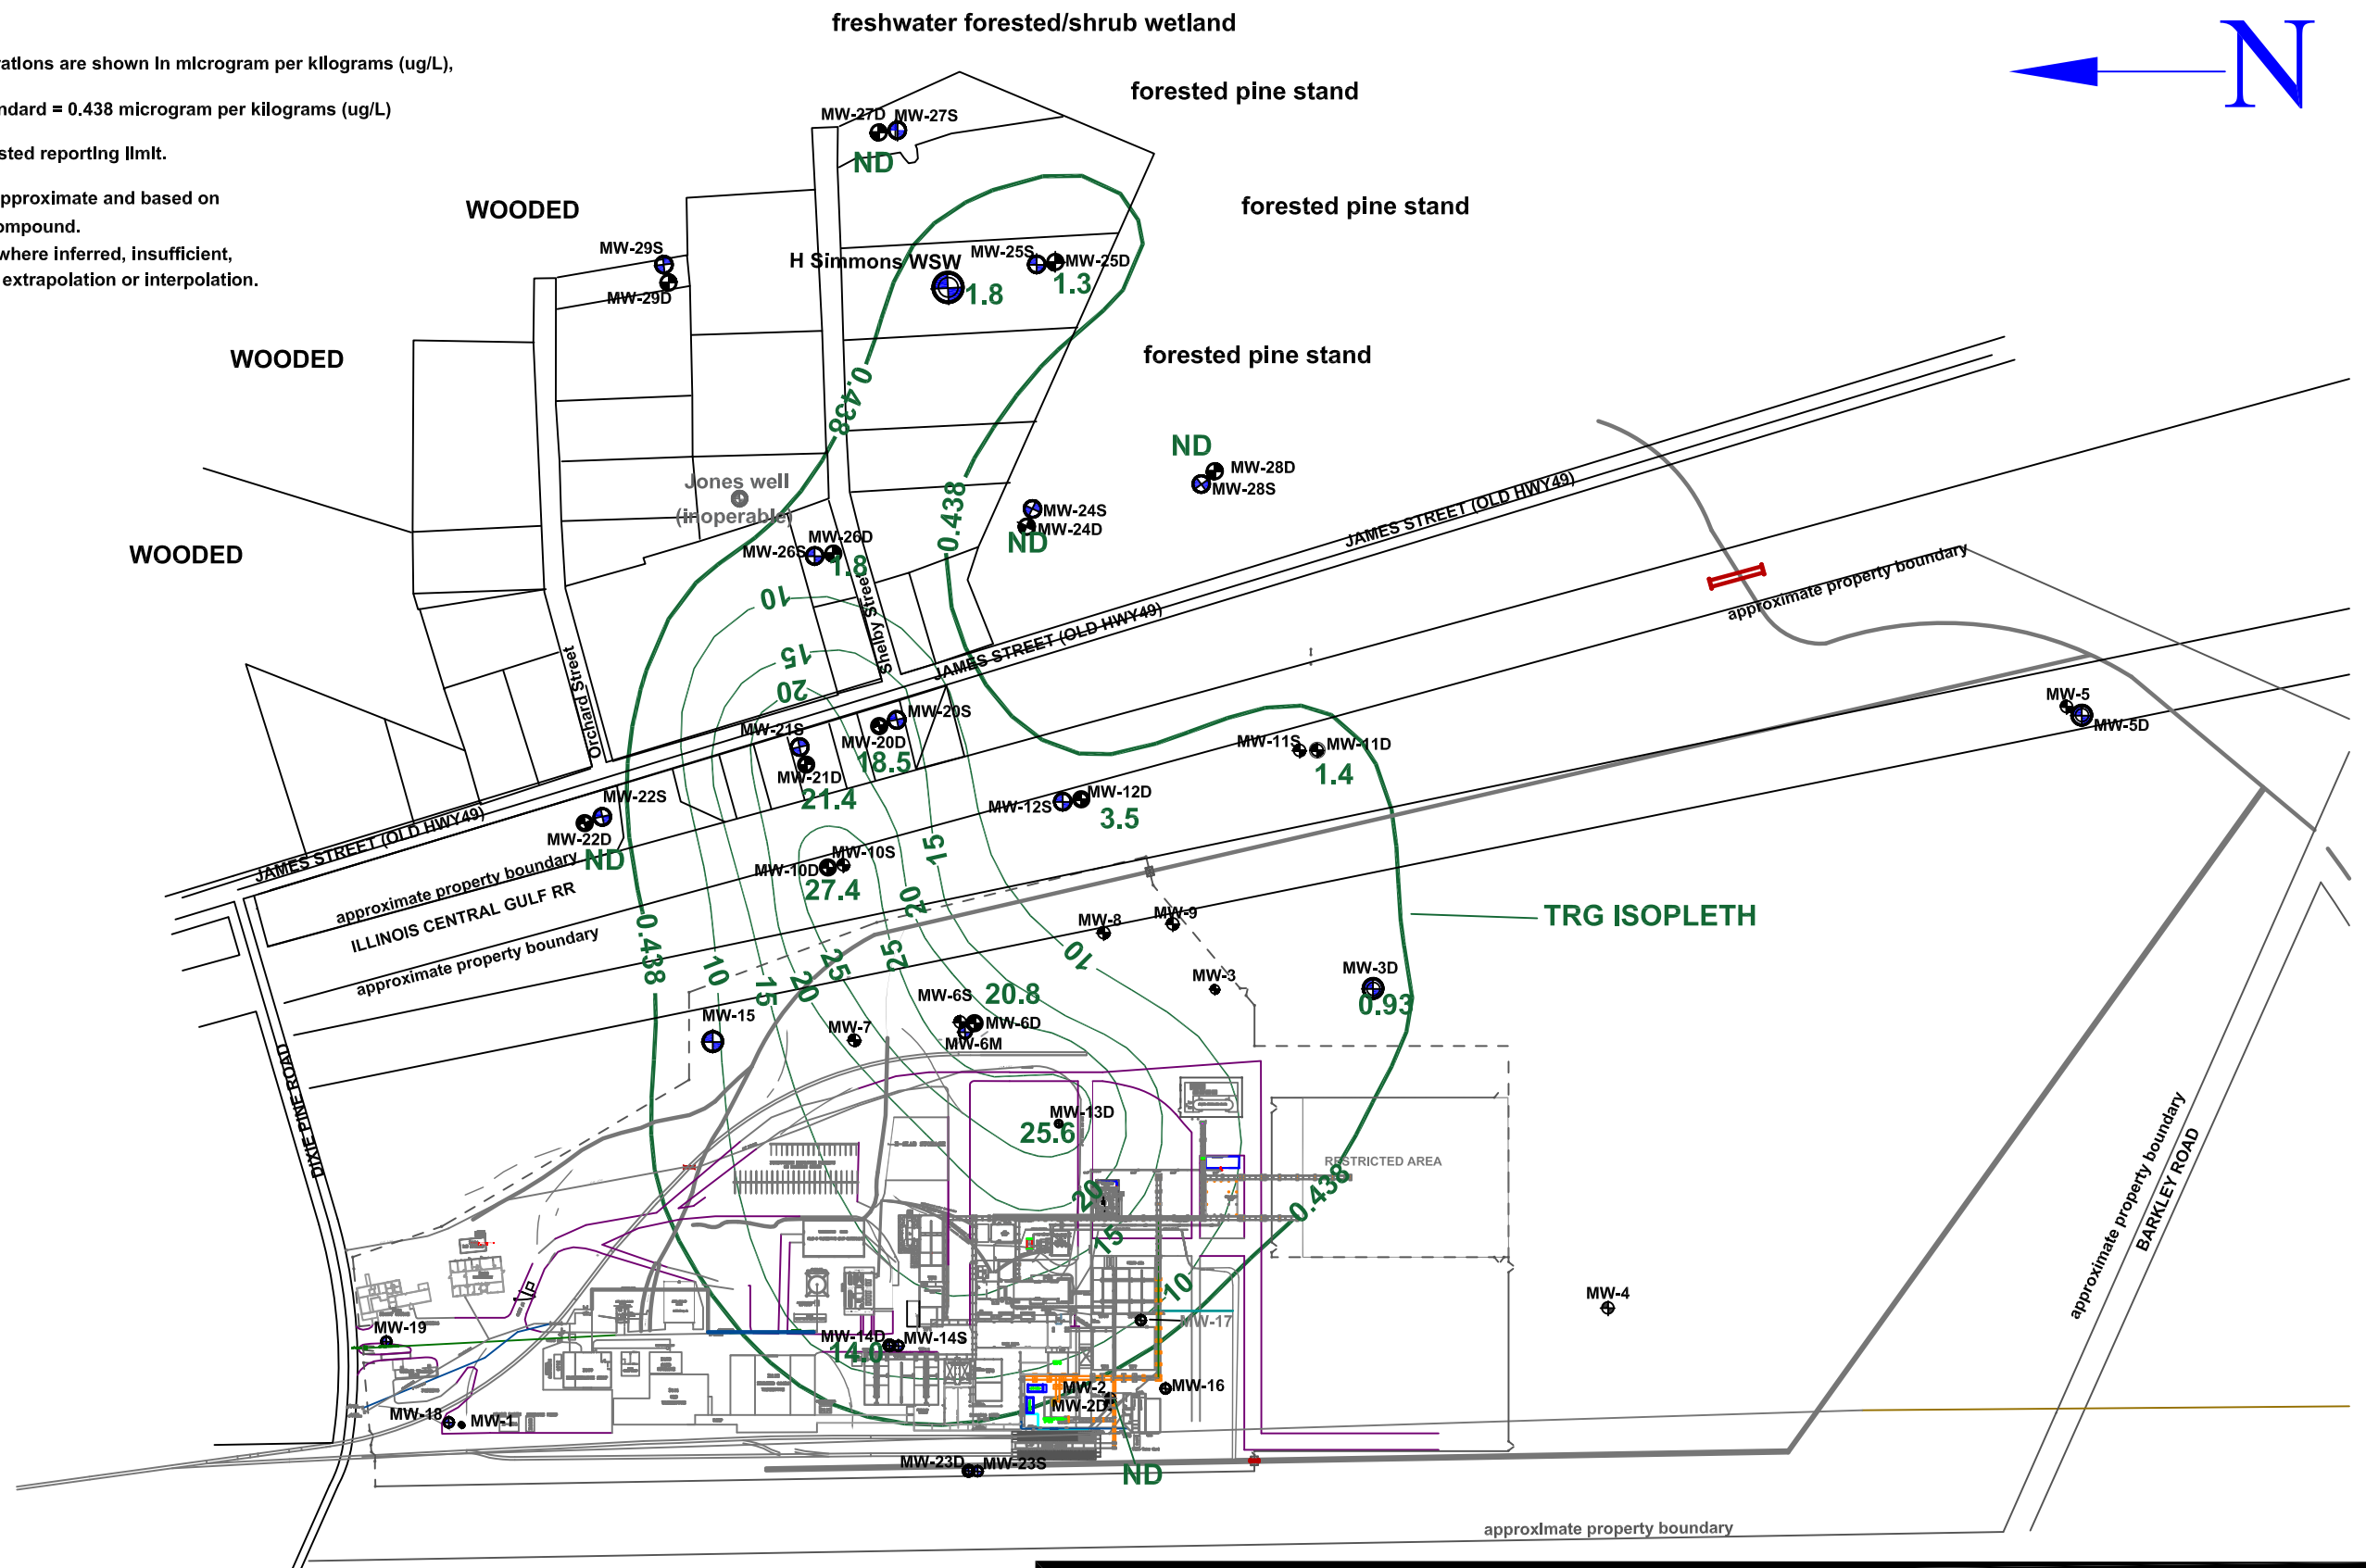 freshwater forested/shrub wetland
N
rations are shown in microgram per kilograms (ug/L),
forested pine stand
ndard = 0.438 microgram per kilograms (ug/L)
MW-27D
MW-27S
sted reporting limit.
ND
approximate and based on
ompound.
where inferred, insufficient,
extrapolation or interpolation.
WOODED
forested pine stand
MW-29S
MW-29D
H Simmons WSW
1.8
MW-25S
MW-25D
1.3
WOODED
forested pine stand
0.438
ND
MW-28D
MW-28S
Jones well
(inoperable)
0.438
MW-24S
MW-24D
ND
JAMES STREET (OLD HWY49)
WOODED
MW-26D
MW-26S
1.8
10
Shelby Street
approximate property boundary
JAMES STREET (OLD HWY49)
15
20
Orchard Street
MW-5
MW-5D
MW-20S
MW-20D
18.5
MW-21S
MW-21D
21.4
MW-11S
MW-11D
1.4
MW-22S
MW-22D
ND
MW-12S
MW-12D
3.5
JAMES STREET (OLD HWY49)
approximate property boundary
ILLINOIS CENTRAL GULF RR
approximate property boundary
MW-10S
MW-10D
27.4
15
20
25
TRG ISOPLETH
MW-8
MW-9
0.438
10
15
20
25
10
MW-3
MW-3D
0.93
MW-6S
20.8
MW-6D
MW-6M
MW-15
MW-7
DIXIE PINE ROAD
MW-13D
25.6
RESTRICTED AREA
0.438
20
15
10
approximate property boundary
BARKLEY ROAD
MW-4
MW-17
MW-19
MW-14D
MW-14S
14.0
MW-2
MW-2D
MW-16
MW-18
MW-1
MW-23D
MW-23S
ND
approximate property boundary